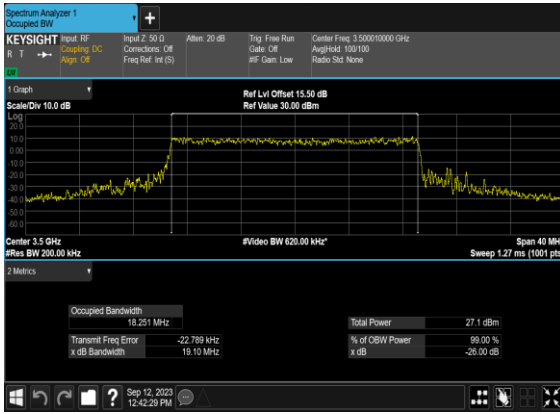 Spectrum Analyzer 1
Occupied BW
KEYSIGHT
R T
LXI
Input: RF
Coupling: DC
Align: Off
Input Z: 50 Ω
Corrections: Off
Freq Ref: Int (S)
Atten: 20 dB
Trig: Free Run
Gate: Off
#IF Gain: Low
Center Freq: 3.500010000 GHz
Avg|Hold: 100/100
Radio Std: None
1 Graph
Scale/Div 10.0 dB
Ref Lvl Offset 15.50 dB
Ref Value 30.00 dBm
Log
20.0
10.0
0.00
-10.0
-20.0
-30.0
-40.0
-50.0
-60.0
Center 3.5 GHz
#Res BW 200.00 kHz
#Video BW 620.00 kHz*
Span 40 MH
Sweep 1.27 ms (1001 pts
2 Metrics
Occupied Bandwidth
18.251 MHz
Transmit Freq Error -22.789 kHz
x dB Bandwidth 19.10 MHz
Total Power 27.1 dBm
% of OBW Power 99.00 %
x dB -26.00 dB
?
Sep 12, 2023
12:42:29 PM